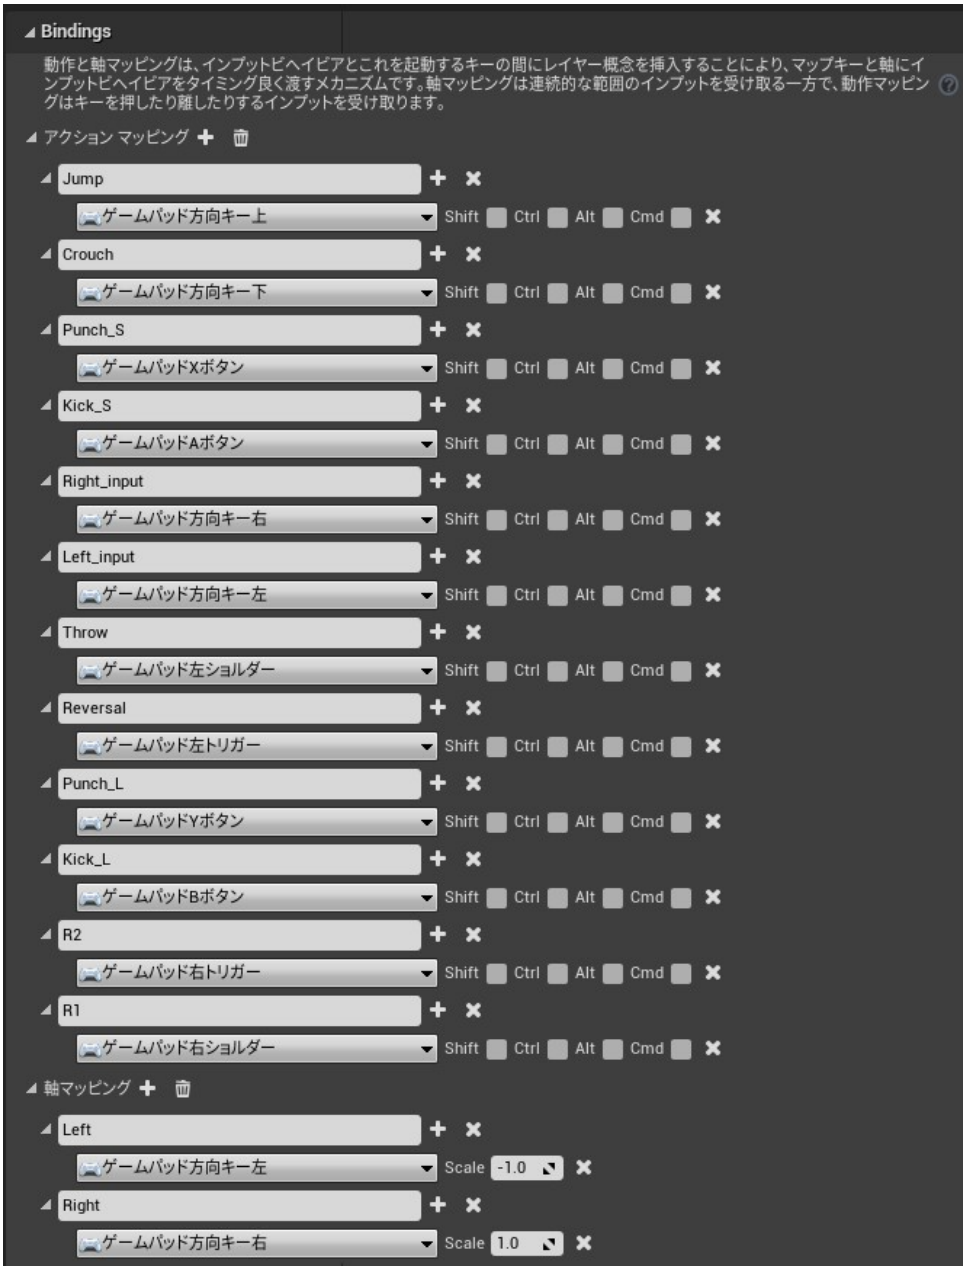 Bindings
動作と軸マッピングは、インプットビヘイビアとこれを起動するキーの間にレイヤー概念を挿入することにより、マップキーと軸にイ
ンプットビヘイビアをタイミング良く渡すメカニズムです。軸マッピングは連続的な範囲のインプットを受け取る一方で、動作マッピン
グはキーを押したり離したりするインプットを受け取ります。
アクション マッピング
Jump
ゲームパッド方向キー上 Shift Ctrl Alt Cmd
Crouch
ゲームパッド方向キー下 Shift Ctrl Alt Cmd
Punch_S
ゲームパッドXボタン Shift Ctrl Alt Cmd
Kick_S
ゲームパッドAボタン Shift Ctrl Alt Cmd
Right_input
ゲームパッド方向キー右 Shift Ctrl Alt Cmd
Left_input
ゲームパッド方向キー左 Shift Ctrl Alt Cmd
Throw
ゲームパッド左ショルダー Shift Ctrl Alt Cmd
Reversal
ゲームパッド左トリガー Shift Ctrl Alt Cmd
Punch_L
ゲームパッドYボタン Shift Ctrl Alt Cmd
Kick_L
ゲームパッドBボタン Shift Ctrl Alt Cmd
R2
ゲームパッド右トリガー Shift Ctrl Alt Cmd
R1
ゲームパッド右ショルダー Shift Ctrl Alt Cmd
軸マッピング
Left
ゲームパッド方向キー左 Scale -1.0
Right
ゲームパッド方向キー右 Scale 1.0